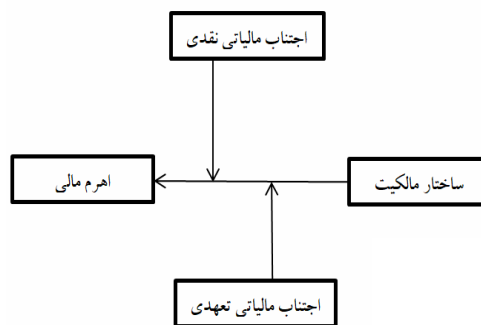 اجتناب مالیاتی نقدی
ساختار مالکیت
اهرم مالی
اجتناب مالیاتی تعهدی